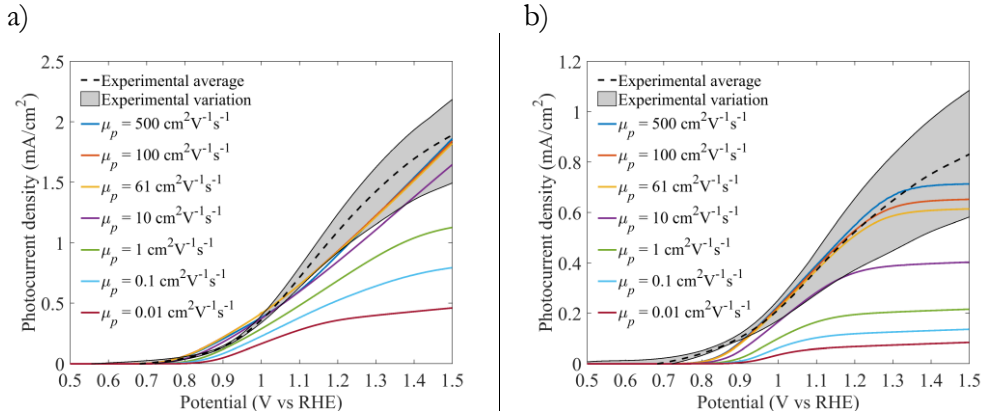 a)
2.5
2
1.5
1
0.5
0
Photocurrent density (mA/cm²)
Experimental average
Experimental variation
μₚ = 500 cm²V⁻¹s⁻¹
μₚ = 100 cm²V⁻¹s⁻¹
μₚ = 61 cm²V⁻¹s⁻¹
μₚ = 10 cm²V⁻¹s⁻¹
μₚ = 1 cm²V⁻¹s⁻¹
μₚ = 0.1 cm²V⁻¹s⁻¹
μₚ = 0.01 cm²V⁻¹s⁻¹
0.5 0.6 0.7 0.8 0.9 1 1.1 1.2 1.3 1.4 1.5
Potential (V vs RHE)
b)
1.2
1
0.8
0.6
0.4
0.2
0
Photocurrent density (mA/cm²)
Experimental average
Experimental variation
μₚ = 500 cm²V⁻¹s⁻¹
μₚ = 100 cm²V⁻¹s⁻¹
μₚ = 61 cm²V⁻¹s⁻¹
μₚ = 10 cm²V⁻¹s⁻¹
μₚ = 1 cm²V⁻¹s⁻¹
μₚ = 0.1 cm²V⁻¹s⁻¹
μₚ = 0.01 cm²V⁻¹s⁻¹
0.5 0.6 0.7 0.8 0.9 1 1.1 1.2 1.3 1.4 1.5
Potential (V vs RHE)